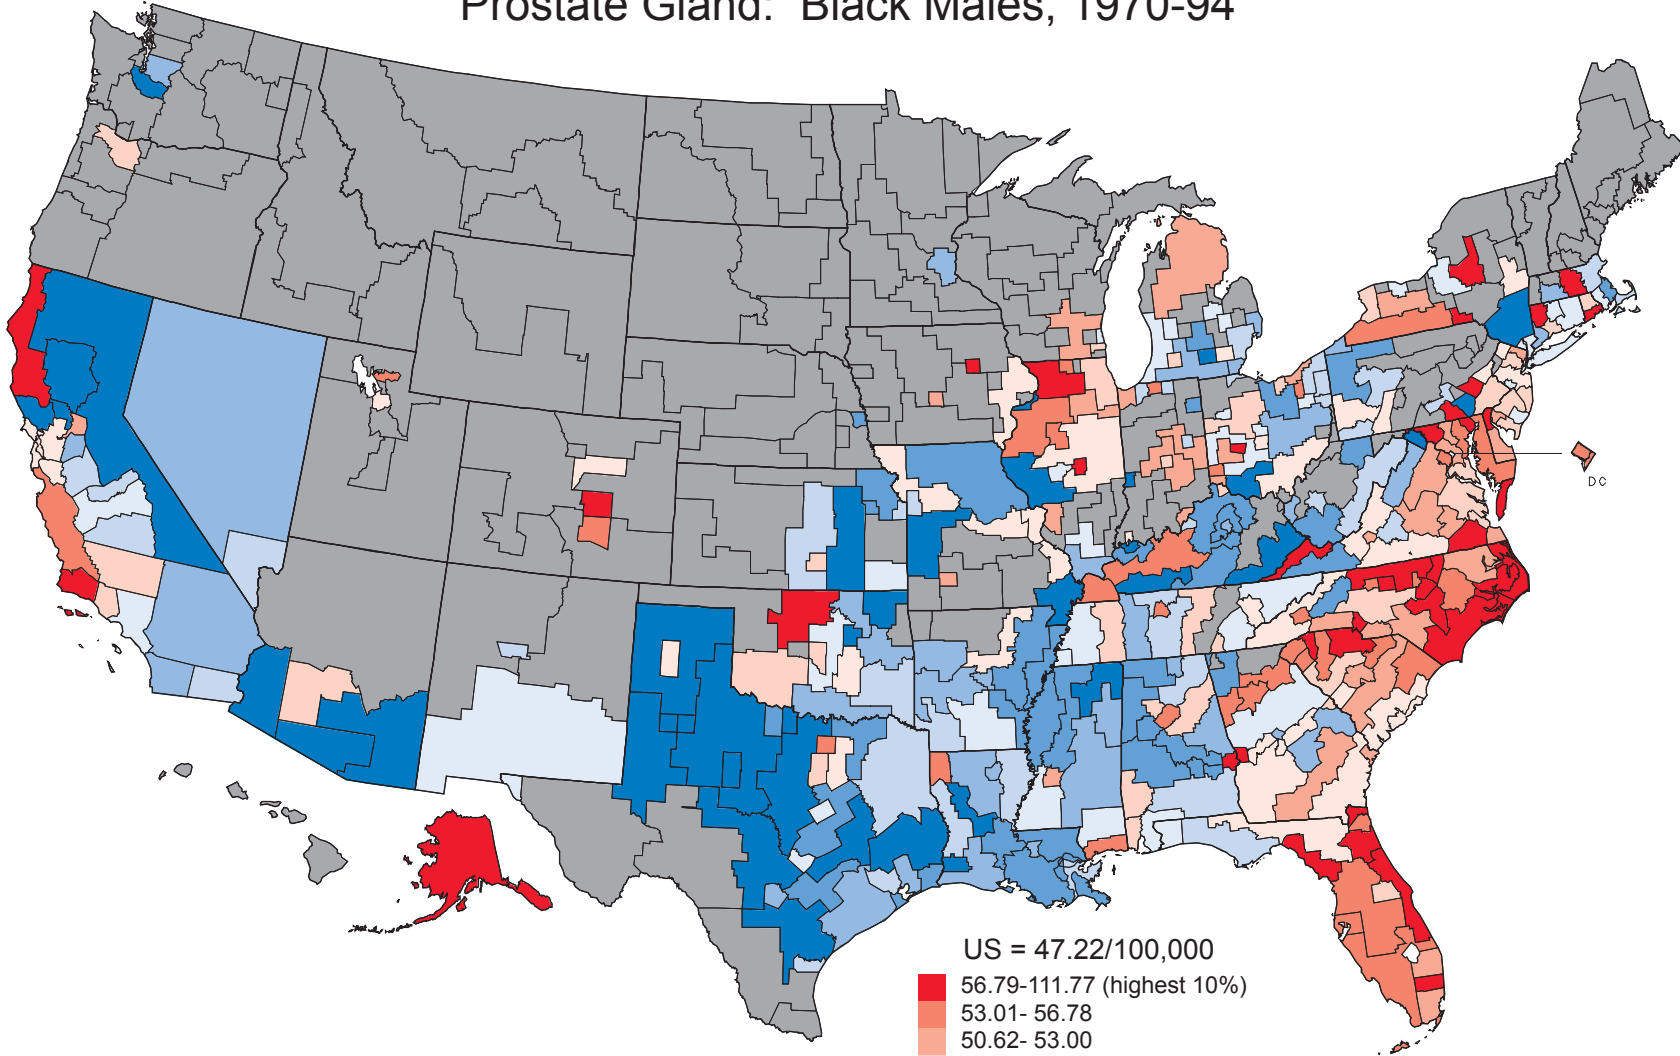 Prostate Gland: Black Males, 1970-94
DC
US = 47.22/100,000
56.79-111.77 (highest 10%)
53.01- 56.78
50.62- 53.00